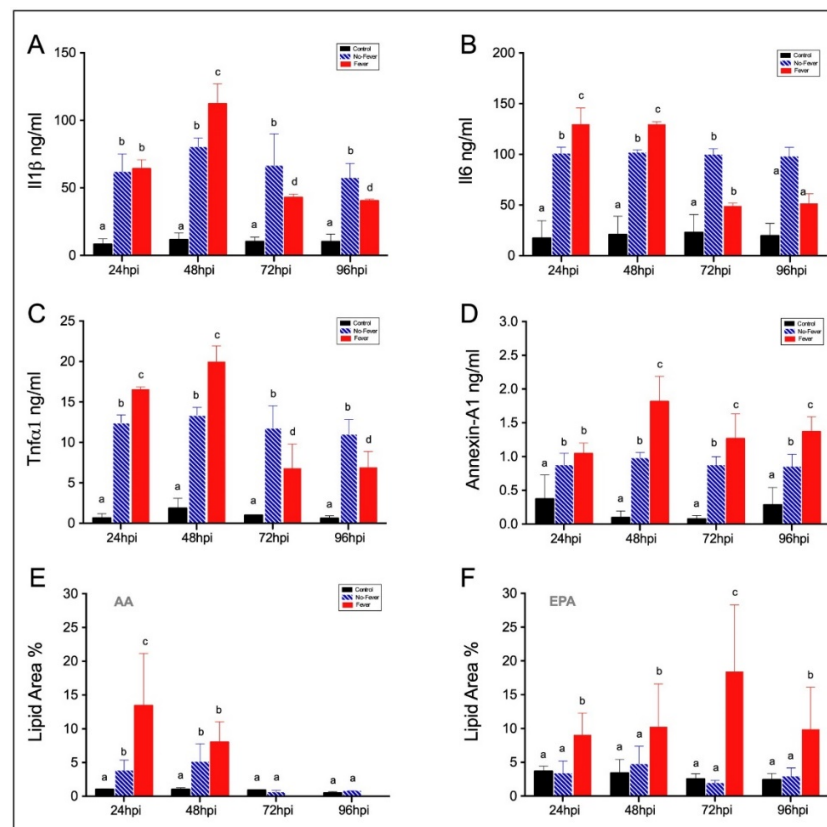 A
Control
No-Fever
Fever
Il1β ng/ml
150
100
50
0
a b b
a b c
a b d
a b d
24hpi 48hpi 72hpi 96hpi
B
Control
No-Fever
Fever
Il6 ng/ml
200
150
100
50
0
a b c
a b c
a b b
a a a
24hpi 48hpi 72hpi 96hpi
C
Control
No-Fever
Fever
Tnfα1 ng/ml
25
20
15
10
5
0
a b c
a b c
a b d
a b d
24hpi 48hpi 72hpi 96hpi
D
Control
No-Fever
Fever
Annexin-A1 ng/ml
3.0
2.5
2.0
1.5
1.0
0.5
0.0
a b b
a b c
a b c
a b c
24hpi 48hpi 72hpi 96hpi
E
AA
Control
No-Fever
Fever
Lipid Area %
30
25
20
15
10
5
0
a b c
a b b
a a
a a
24hpi 48hpi 72hpi 96hpi
F
EPA
Control
No-Fever
Fever
Lipid Area %
30
25
20
15
10
5
0
a a b
a a b
a a c
a a b
24hpi 48hpi 72hpi 96hpi